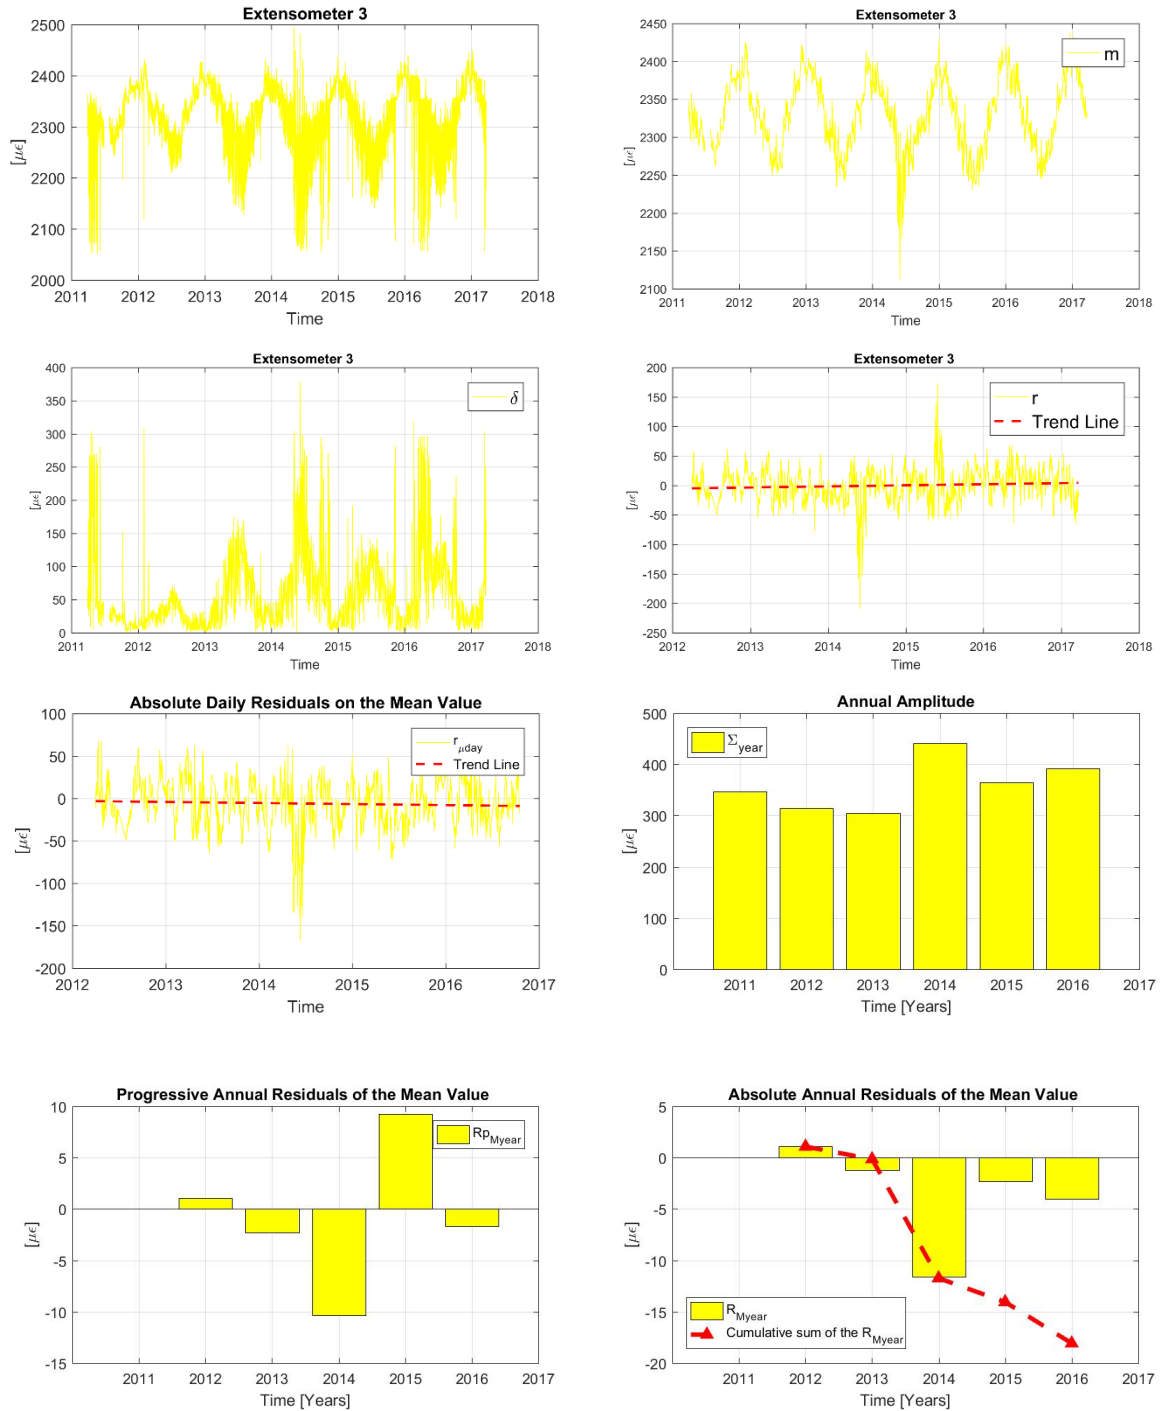 Extensometer 3
2500
2400
2300
2200
2100
2000
[με]
2011 2012 2013 2014 2015 2016 2017 2018
Time
Extensometer 3
2450
2400
2350
2300
2250
2200
2150
2100
[με]
m
2011 2012 2013 2014 2015 2016 2017 2018
Time
Extensometer 3
400
350
300
250
200
150
100
50
0
[με]
δ
2011 2012 2013 2014 2015 2016 2017 2018
Time
Extensometer 3
200
150
100
50
0
-50
-100
-150
-200
-250
[με]
r
Trend Line
2012 2013 2014 2015 2016 2017 2018
Time
Absolute Daily Residuals on the Mean Value
100
50
0
-50
-100
-150
-200
[με]
r μday
Trend Line
2012 2013 2014 2015 2016 2017
Time
Annual Amplitude
500
400
300
200
100
0
[με]
Σ year
2011 2012 2013 2014 2015 2016 2017
Time [Years]
Progressive Annual Residuals of the Mean Value
10
5
0
-5
-10
-15
[με]
Rp Myear
2011 2012 2013 2014 2015 2016 2017
Time [Years]
Absolute Annual Residuals of the Mean Value
5
0
-5
-10
-15
-20
[με]
R Myear
Cumulative sum of the R Myear
2011 2012 2013 2014 2015 2016 2017
Time [Years]